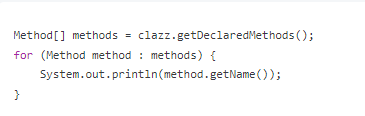 Method[] methods = clazz.getDeclaredMethods();
for (Method method : methods) {
    System.out.println(method.getName());
}